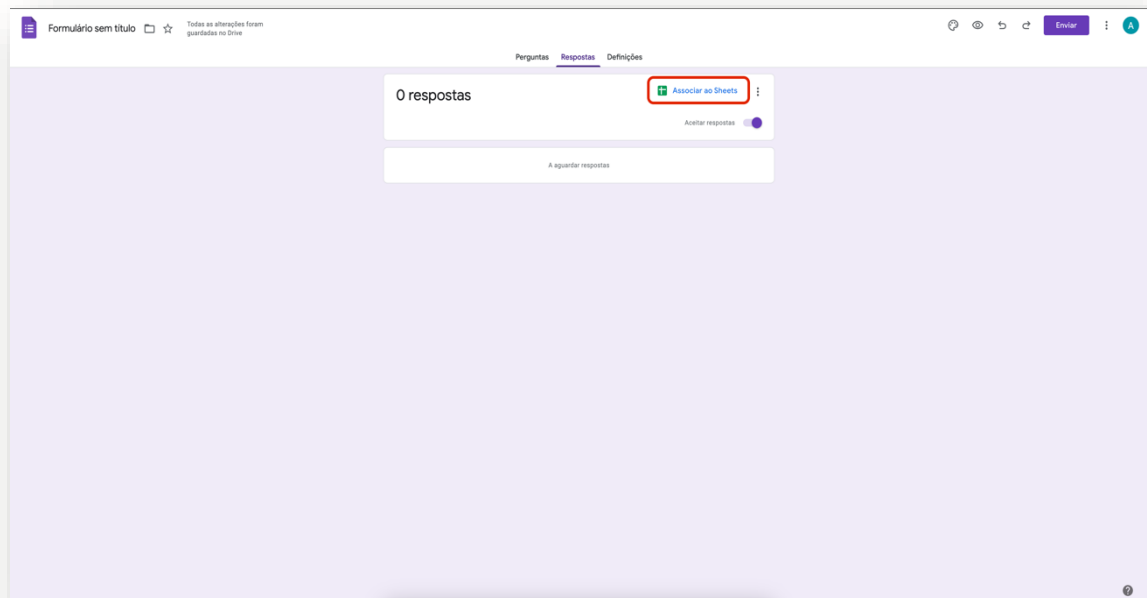 Formulário sem título
Todas as alterações foram
guardadas no Drive
Enviar
A
Perguntas Respostas Definições
0 respostas
Associar ao Sheets
Aceitar respostas
A aguardar respostas